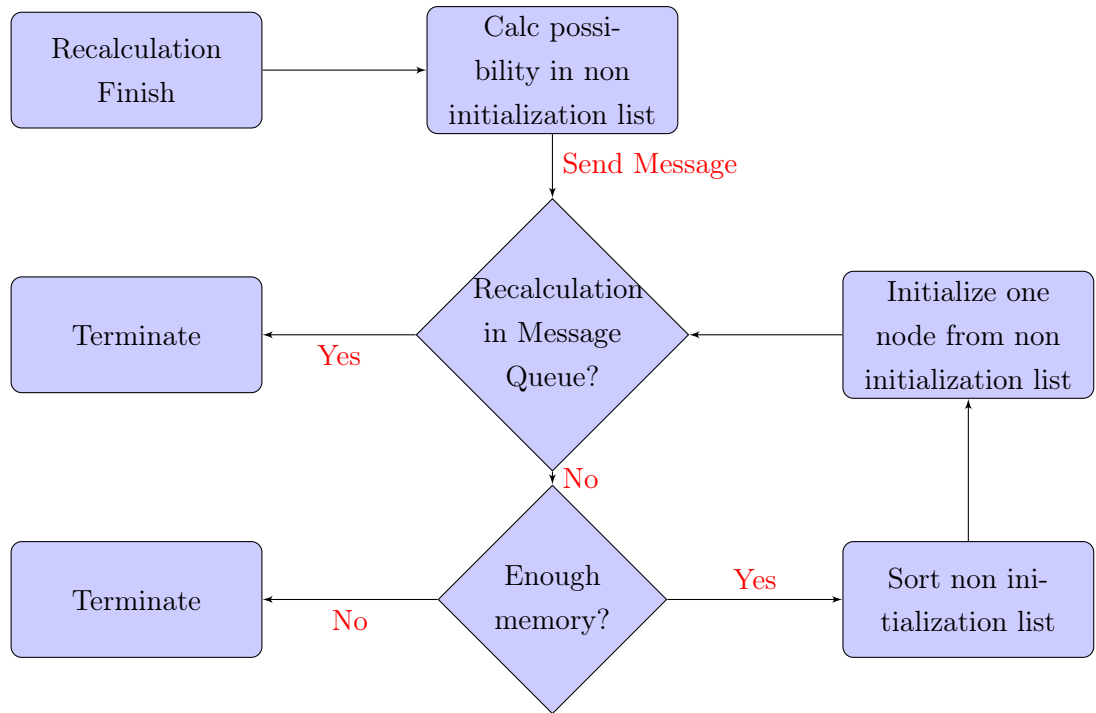 Recalculation
Finish
Calc possi-
bility in non
initialization list
Send Message
Recalculation
in Message
Queue?
Yes
Terminate
Initialize one
node from non
initialization list
No
Enough
memory?
No
Terminate
Yes
Sort non ini-
tialization list